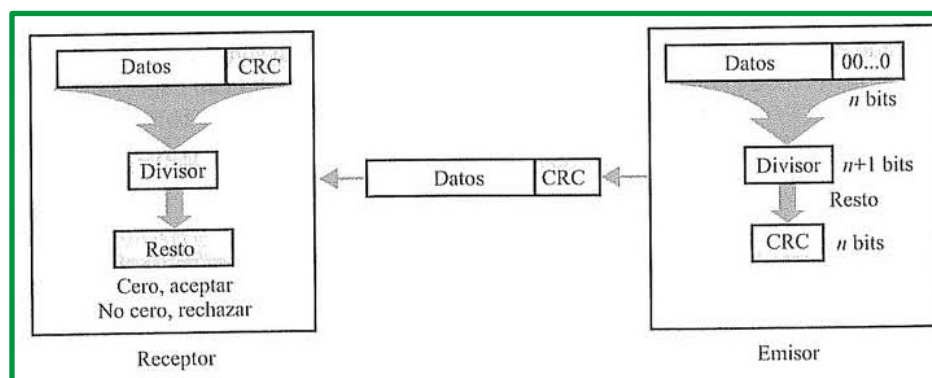 Datos CRC
Divisor
Resto
Cero, aceptar
No cero, rechazar
Receptor
Datos CRC
Datos 00...0
n bits
Divisor n+1 bits
Resto
CRC n bits
Emisor